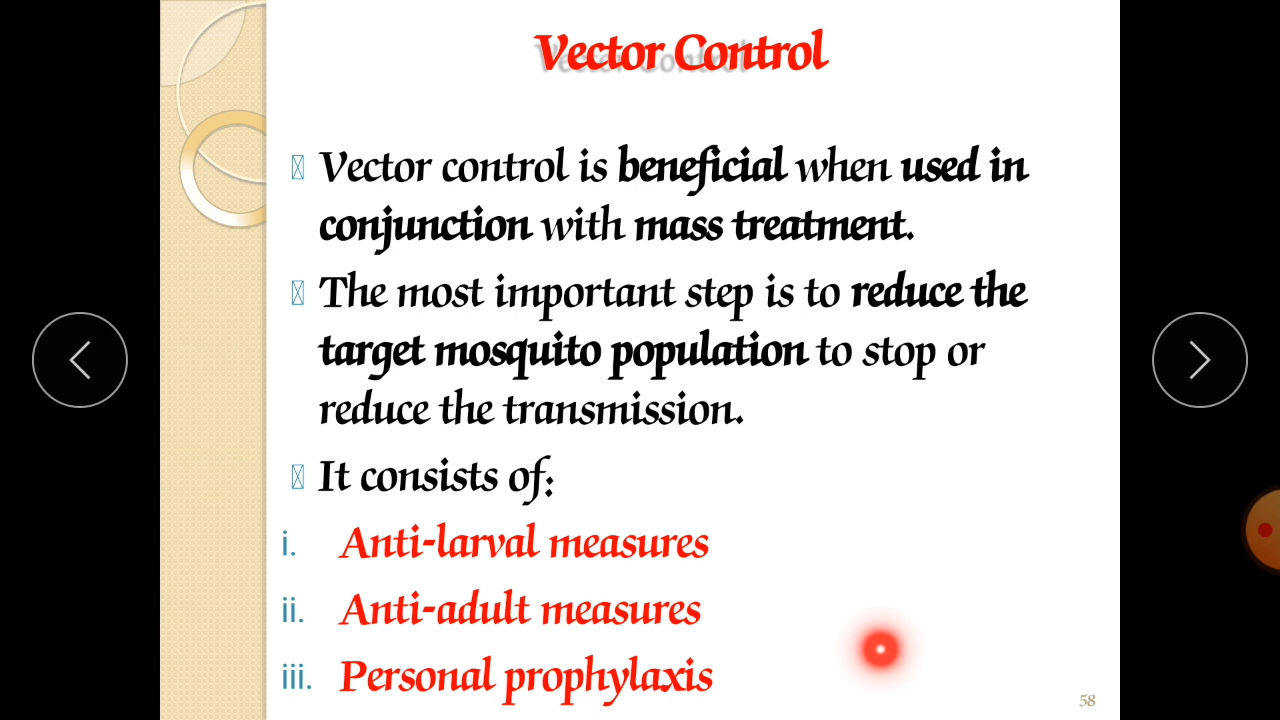 Vector Control
Vector control is beneficial when used in
conjunction with mass treatment.
The most important step is to reduce the
target mosquito population to stop or
reduce the transmission.
It consists of:
i. Anti-larval measures
ii. Anti-adult measures
iii. Personal prophylaxis
58